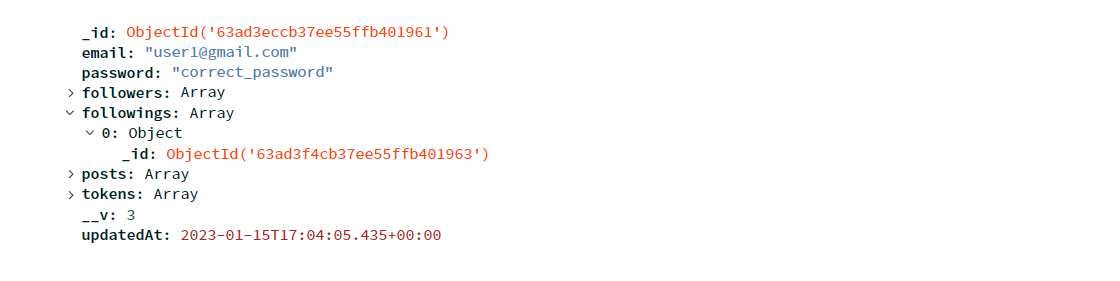 _id: ObjectId('63ad3eccb37ee55ffb401961')
email: "user1@gmail.com"
password: "correct_password"
followers: Array
followings: Array
0: Object
_id: ObjectId('63ad3f4cb37ee55ffb401963')
posts: Array
tokens: Array
__v: 3
updatedAt: 2023-01-15T17:04:05.435+00:00